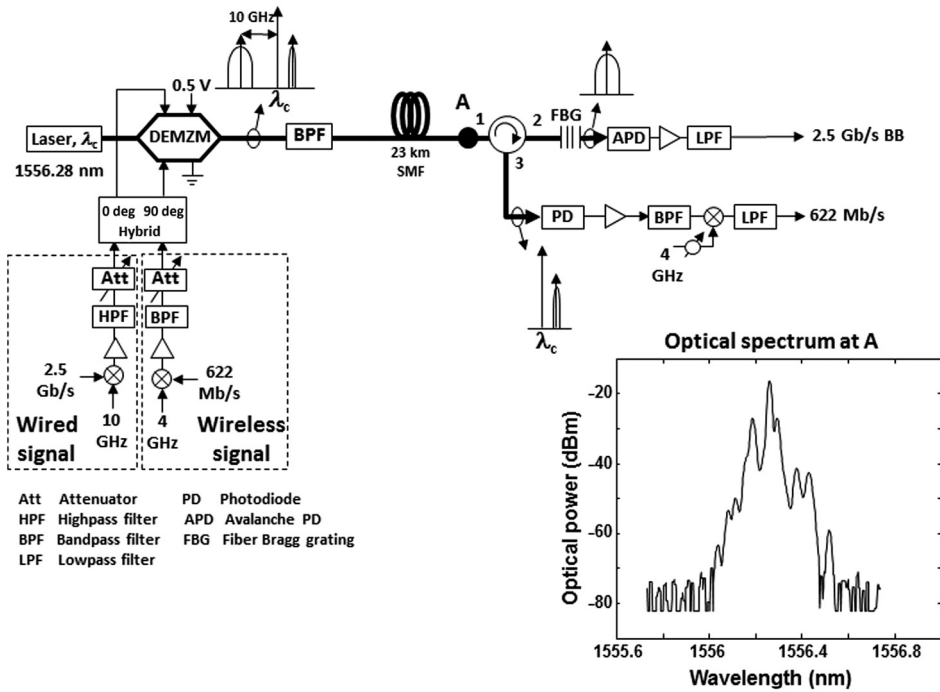 10 GHz
0.5 V
λc
A
1
2
FBG
Laser, λc
DEMZM
BPF
APD
LPF
2.5 Gb/s BB
1556.28 nm
23 km
SMF
3
0 deg 90 deg
Hybrid
PD
BPF
LPF
622 Mb/s
4
GHz
Att
Att
HPF
BPF
λc
2.5
Gb/s
622
Mb/s
10
GHz
4
GHz
Wired
signal
Wireless
signal
Att Attenuator PD Photodiode
HPF Highpass filter APD Avalanche PD
BPF Bandpass filter FBG Fiber Bragg grating
LPF Lowpass filter
Optical spectrum at A
Optical power (dBm)
–20
–40
–60
–80
1555.6 1556 1556.4 1556.8
Wavelength (nm)